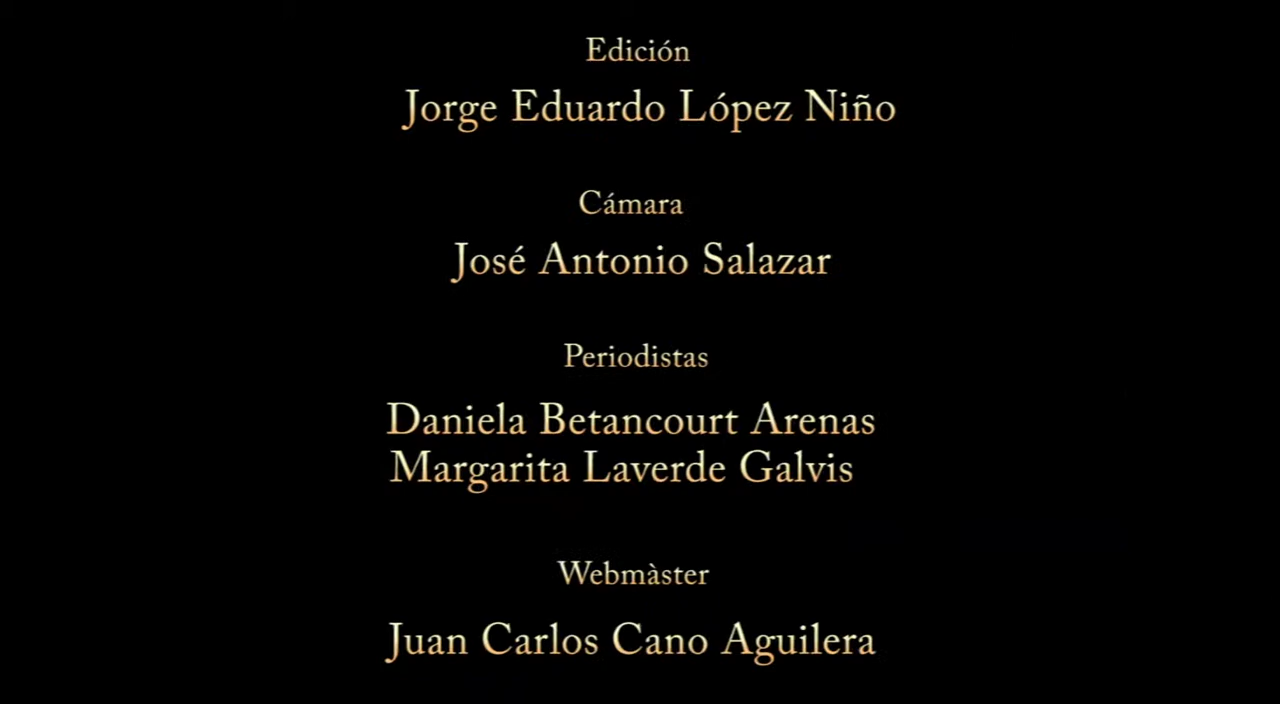 Edición
Jorge Eduardo López Niño
Cámara
José Antonio Salazar
Periodistas
Daniela Betancourt Arenas
Margarita Laverde Galvis
Webmàster
Juan Carlos Cano Aguilera